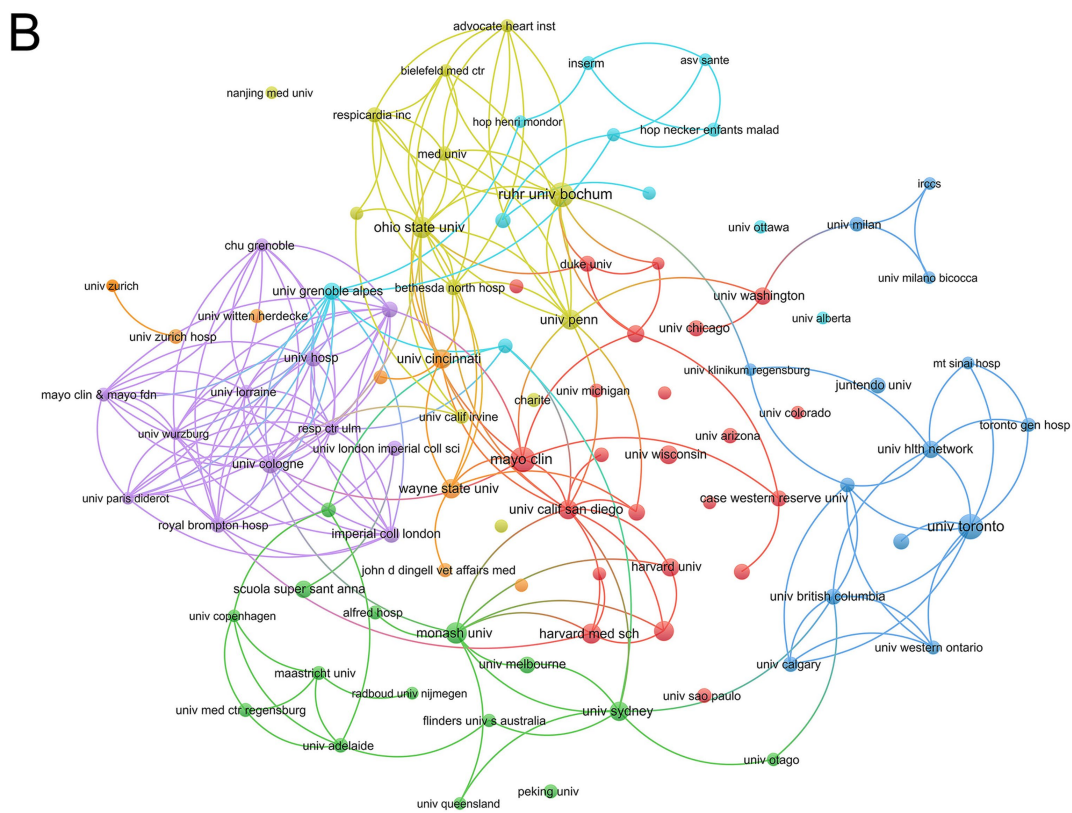 B
advocate heart inst
inserm
asv sante
bielefeld med ctr
nanjing med univ
respicardia inc
hop henri mondor
hop necker enfants malad
med univ
irccs
ruhr univ bochum
ohio state univ
univ ottawa
univ milan
chu grenoble
duke univ
univ milano bicocca
univ zurich
univ grenoble alpes
bethesda north hosp
univ washington
univ witten herdecke
univ penn
univ chicago
univ alberta
univ zurich hosp
univ hosp
univ cincinnati
univ klinikum regensburg
mt sinai hosp
juntendo univ
mayo clin & mayo fdn
univ lorraine
charité
univ michigan
univ calif irvine
univ colorado
toronto gen hosp
univ wurzburg
resp ctr ulm
univ arizona
univ london imperial coll sci
univ hlth network
univ cologne
mayo clin
univ wisconsin
wayne state univ
univ paris diderot
case western reserve univ
univ calif san diego
royal brompton hosp
imperial coll london
univ toronto
john d dingell vet affairs med
harvard univ
scuola super sant anna
univ british columbia
univ copenhagen
alfred hosp
monash univ
harvard med sch
univ western ontario
univ melbourne
univ calgary
maastricht univ
radboud univ nijmegen
univ sao paulo
univ med ctr regensburg
flinders univ s australia
univ sydney
univ adelaide
univ otago
peking univ
univ queensland